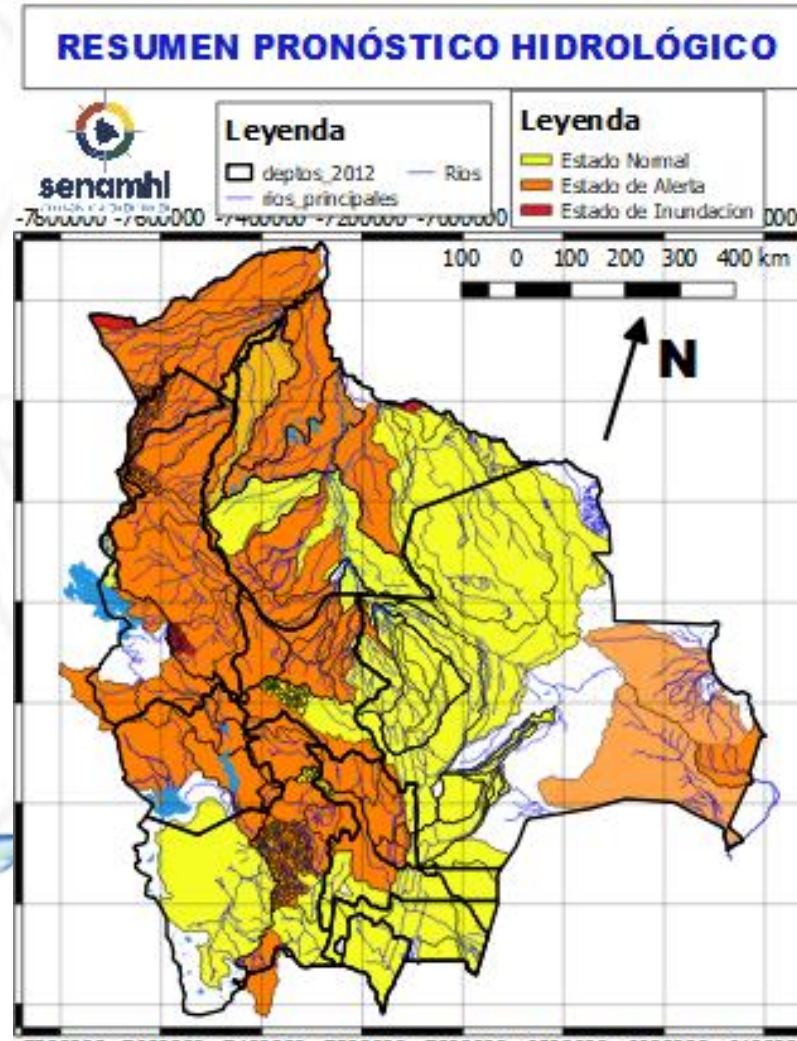 RESUMEN PRONÓSTICO HIDROLÓGICO
senamhi
Leyenda
deptos_2012
Rios
rios_principales
Leyenda
Estado Normal
Estado de Alerta
Estado de Inundacion
-7600000 -7400000 -7200000 -7000000
100 0 100 200 300 400 km
N